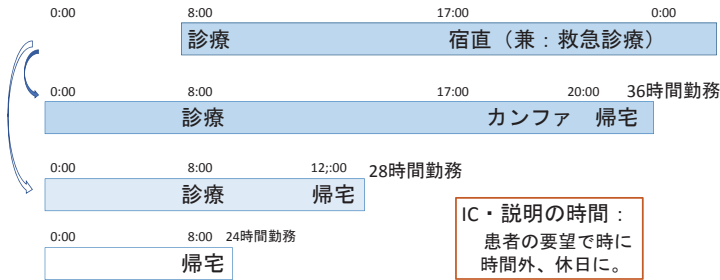 0:00 8:00 17:00 0:00
診療 宿直（兼：救急診療）
0:00 8:00 17:00 20:00 36時間勤務
診療 カンファ 帰宅
0:00 8:00 12;:00 28時間勤務
診療 帰宅
0:00 8:00 24時間勤務
帰宅
IC・説明の時間：
患者の要望で時に
時間外、休日に。